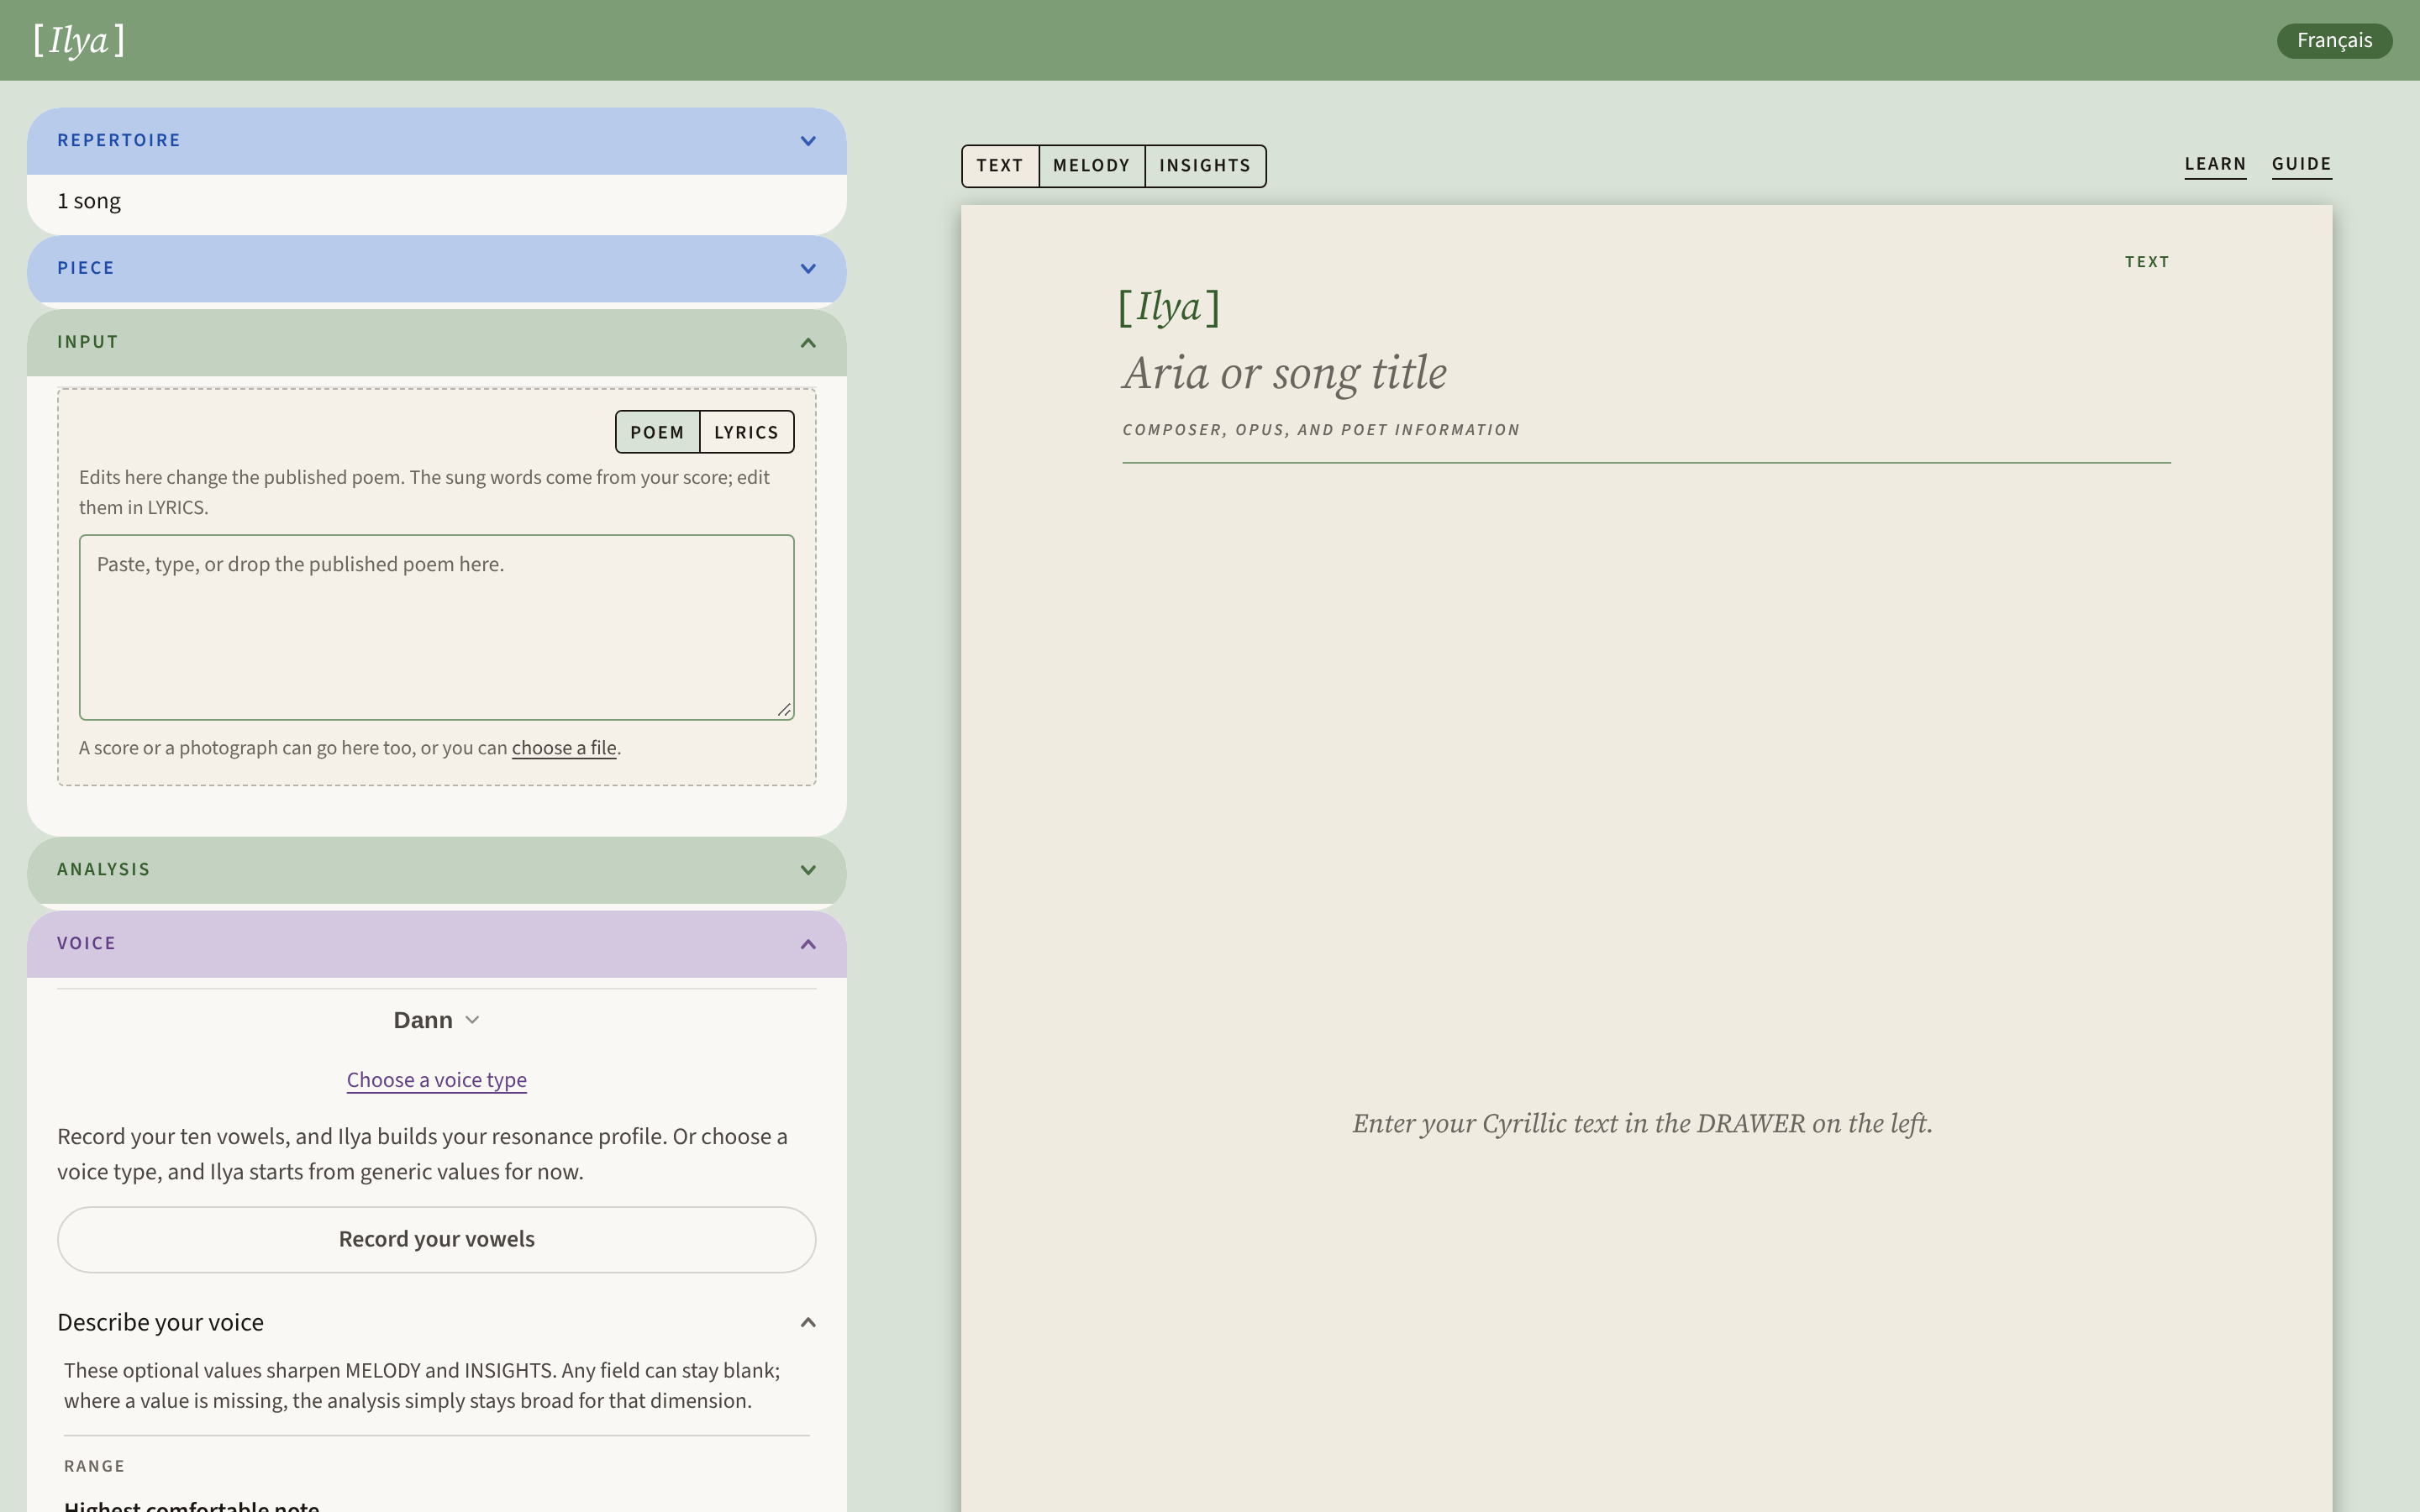 [Ilya]
Français
REPERTOIRE
1 song
PIECE
INPUT
POEM LYRICS
Edits here change the published poem. The sung words come from your score; edit
them in LYRICS.
Paste, type, or drop the published poem here.
A score or a photograph can go here too, or you can choose a file.
ANALYSIS
VOICE
Dann
Choose a voice type
Record your ten vowels, and Ilya builds your resonance profile. Or choose a
voice type, and Ilya starts from generic values for now.
Record your vowels
Describe your voice
These optional values sharpen MELODY and INSIGHTS. Any field can stay blank;
where a value is missing, the analysis simply stays broad for that dimension.
RANGE
Highest comfortable note
TEXT MELODY INSIGHTS
LEARN GUIDE
TEXT
[Ilya]
Aria or song title
COMPOSER, OPUS, AND POET INFORMATION
Enter your Cyrillic text in the DRAWER on the left.